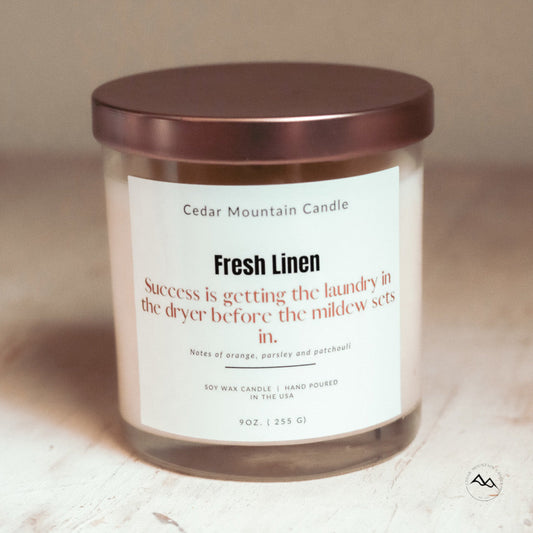 Cedar Mountain Candle
Fresh Linen
Success is getting the laundry in
the dryer before the mildew sets
in.
Notes of orange, parsley and patchouli
SOY WAX CANDLE | HAND POURED
IN THE USA
9OZ. ( 255 G)